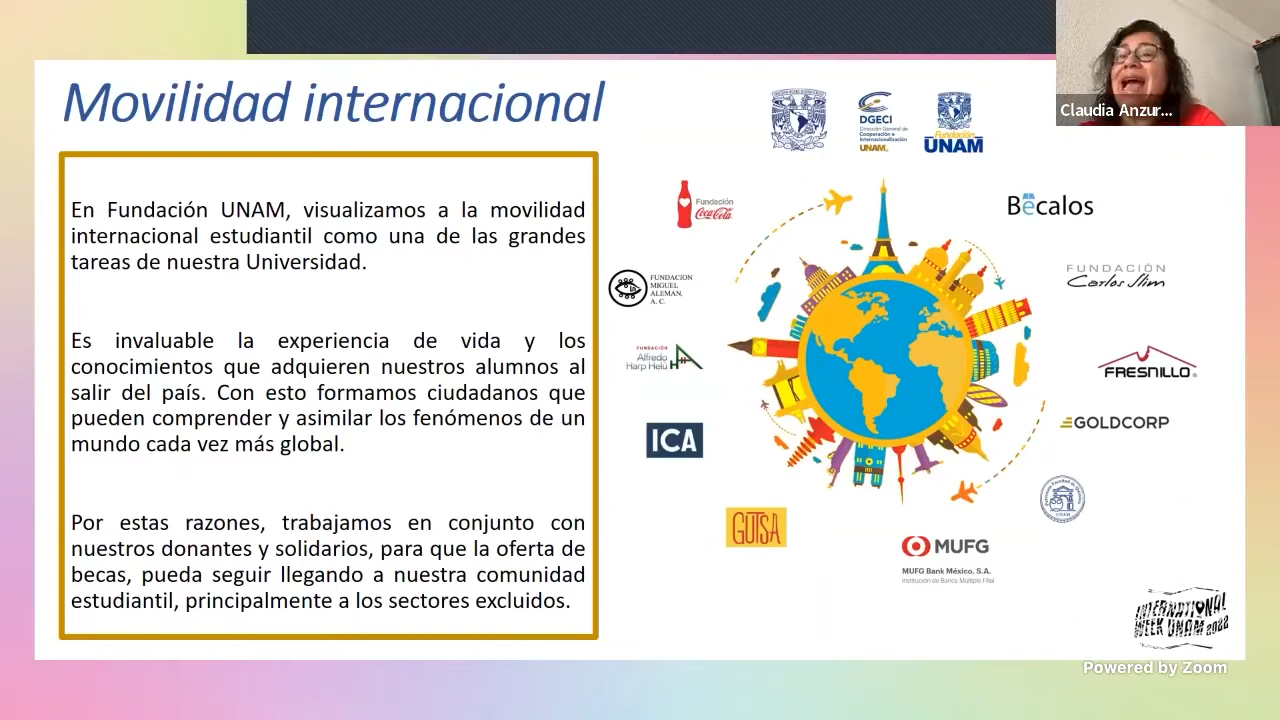 Movilidad internacional
En Fundación UNAM, visualizamos a la movilidad
internacional estudiantil como una de las grandes
tareas de nuestra Universidad.
Es invaluable la experiencia de vida y los
conocimientos que adquieren nuestros alumnos al
salir del país. Con esto formamos ciudadanos que
pueden comprender y asimilar los fenómenos de un
mundo cada vez más global.
Por estas razones, trabajamos en conjunto con
nuestros donantes y solidarios, para que la oferta de
becas, pueda seguir llegando a nuestra comunidad
estudiantil, principalmente a los sectores excluidos.
DGECI
Dirección General de
Cooperación e
Internacionalización
UNAM
Fundación
UNAM
Claudia Anzur...
Fundación
Coca-Cola
Bécalos
FUNDACION
MIGUEL
ALEMAN,
A. C.
FUNDACIÓN
Carlos Slim
FUNDACIÓN
Alfredo
Harp Helú
FRESNILLO
ICA
GOLDCORP
GUTSA
MUFG
MUFG Bank México, S.A.
Institución de Banca Múltiple Filial
INTERNATIONAL
WEEK UNAM 2022
Powered by Zoom